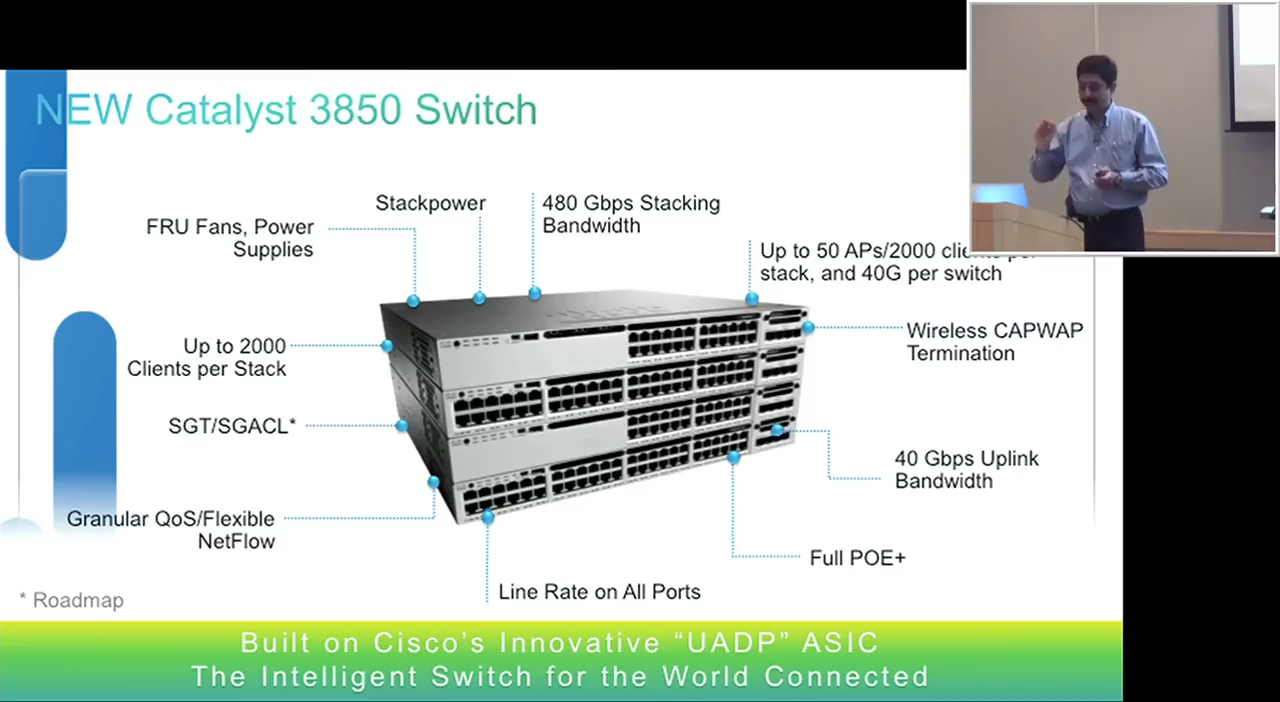 NEW Catalyst 3850 Switch
Stackpower
480 Gbps Stacking
Bandwidth
FRU Fans, Power
Supplies
Up to 50 APs/2000 clients per
stack, and 40G per switch
Up to 2000
Clients per Stack
Wireless CAPWAP
Termination
SGT/SGACL*
40 Gbps Uplink
Bandwidth
Granular QoS/Flexible
NetFlow
Full POE+
Line Rate on All Ports
* Roadmap
Built on Cisco's Innovative “UADP” ASIC
The Intelligent Switch for the World Connected